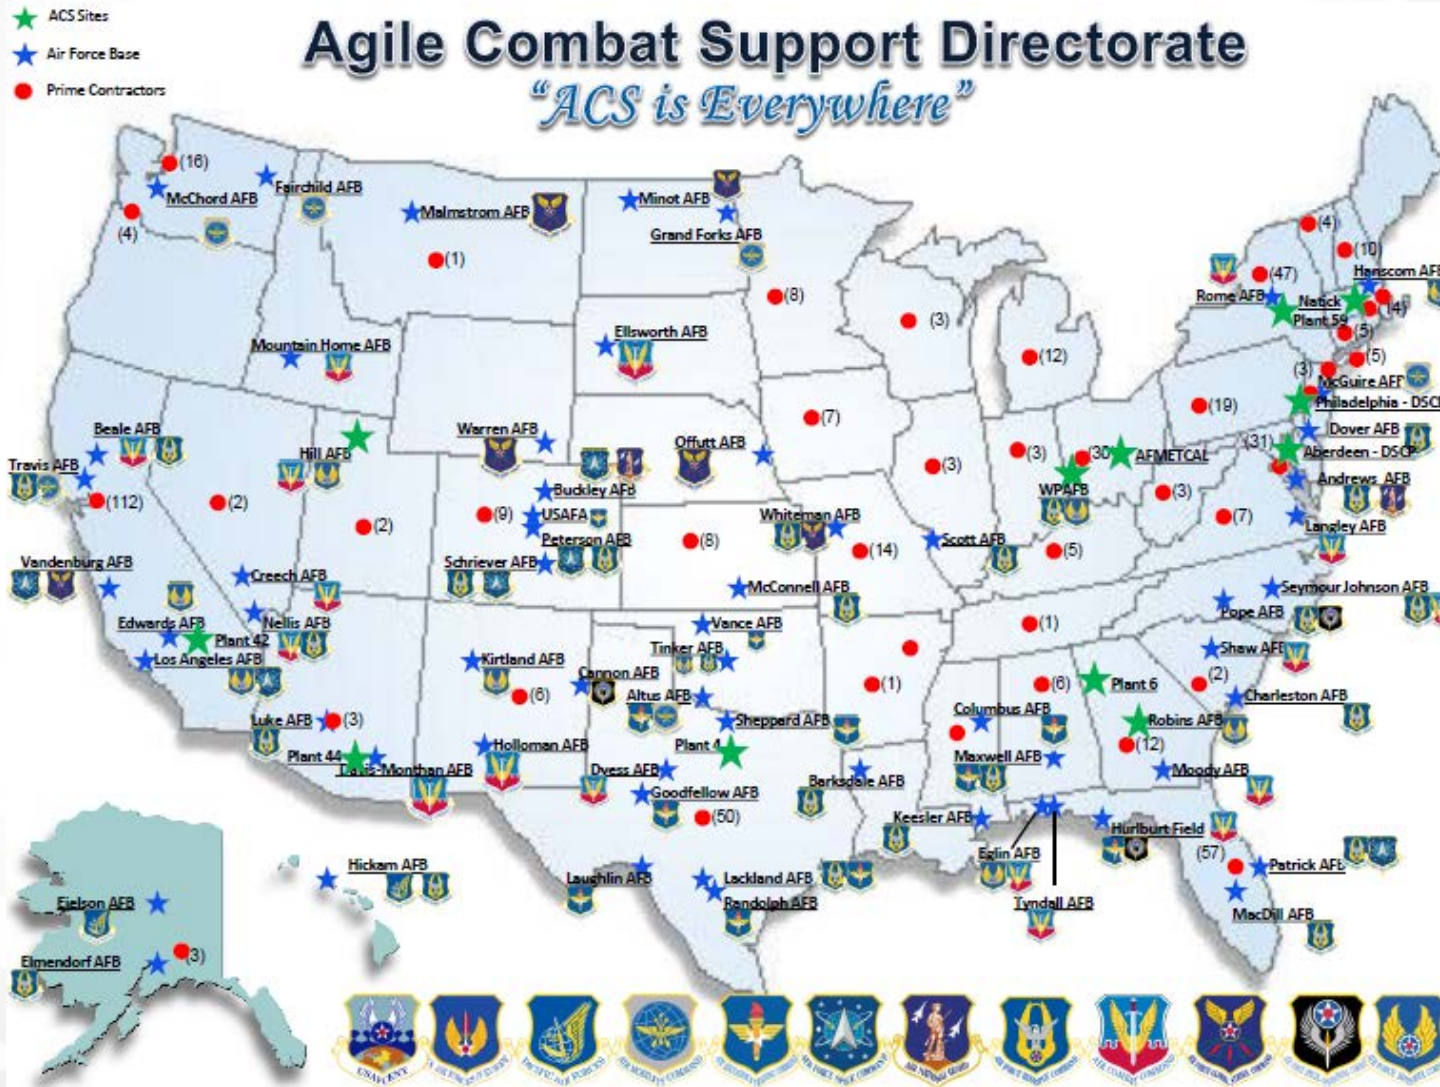 ACS Sites
Air Force Base
Prime Contractors
Agile Combat Support Directorate
“ACS is Everywhere”
(16)
McChord AFB
Fairchild AFB
(4)
Malmstrom AFB
(1)
Minot AFB
Grand Forks AFB
(8)
(3)
(12)
(4)
(10)
Hanscom AFB
(47)
Rome AFB
Natick
Plant 59
(4)
(5)
(5)
(3)
McGuire AFB
Philadelphia - DSCP
(19)
Dover AFB
(31)
Aberdeen - DSCP
Andrews AFB
Langley AFB
Mountain Home AFB
Ellsworth AFB
(7)
Beale AFB
Travis AFB
(112)
Hill AFB
(2)
(2)
Warren AFB
Offutt AFB
Buckley AFB
(9)
USAFA
Peterson AFB
Schriever AFB
(8)
Whiteman AFB
(14)
(3)
(3)
(30
AFMETCAL
WPAFB
(3)
(7)
Scott AFB
(5)
McConnell AFB
Vandenburg AFB
Creech AFB
Edwards AFB
Plant 42
Nellis AFB
Los Angeles AFB
Luke AFB
(3)
Plant 44
Davis-Monthan AFB
Kirtland AFB
(6)
Cannon AFB
Holloman AFB
Vance AFB
Tinker AFB
Altus AFB
Sheppard AFB
Plant 4
Dyess AFB
Goodfellow AFB
(50)
Laughlin AFB
Lackland AFB
Randolph AFB
(1)
(1)
Barksdale AFB
Seymour Johnson AFB
Pope AFB
Shaw AFB
(2)
Charleston AFB
(6)
Plant 6
Columbus AFB
Robins AFB
(12)
Maxwell AFB
Moody AFB
Keesler AFB
Eglin AFB
Hurlburt Field
Tyndall AFB
(57)
Patrick AFB
MacDill AFB
Hickam AFB
Eielson AFB
Elmendorf AFB
(3)